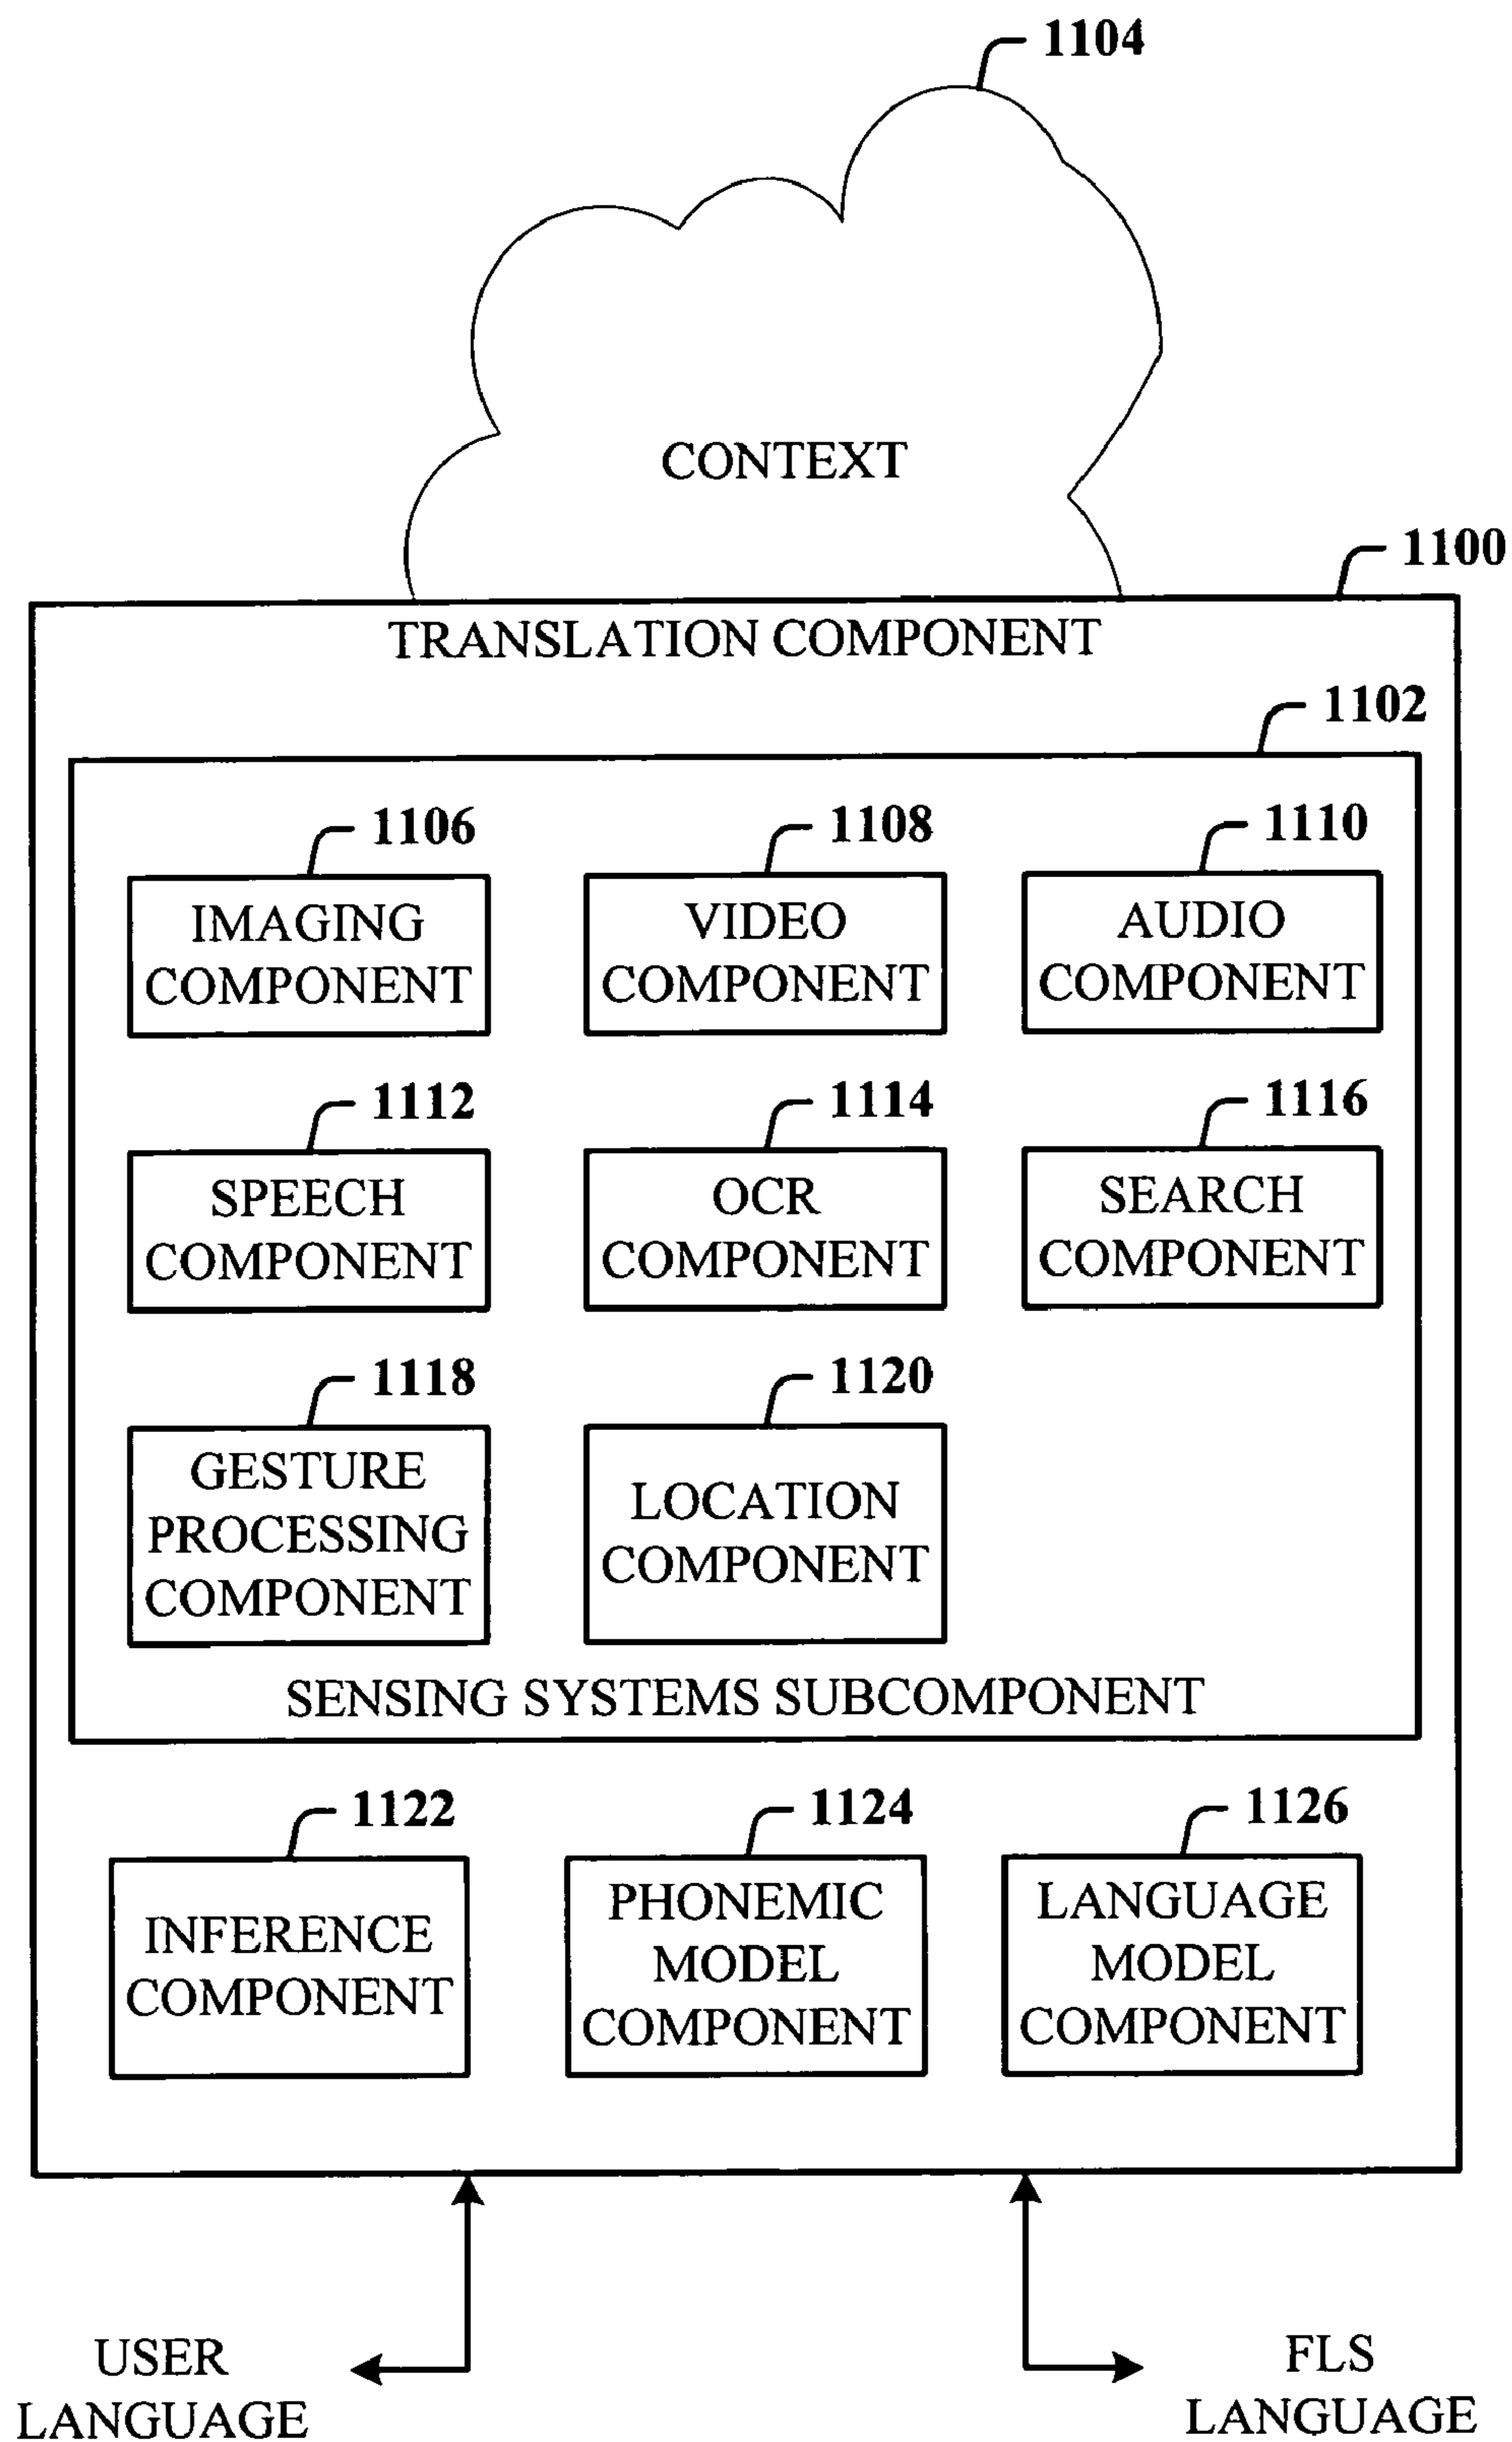 1104
CONTEXT
1100
TRANSLATION COMPONENT
1102
1106
1108
1110
IMAGING
COMPONENT
VIDEO
COMPONENT
AUDIO
COMPONENT
1112
1114
1116
SPEECH
COMPONENT
OCR
COMPONENT
SEARCH
COMPONENT
1118
1120
GESTURE
PROCESSING
COMPONENT
LOCATION
COMPONENT
SENSING SYSTEMS SUBCOMPONENT
1122
1124
1126
INFERENCE
COMPONENT
PHONEMIC
MODEL
COMPONENT
LANGUAGE
MODEL
COMPONENT
USER
LANGUAGE
FLS
LANGUAGE